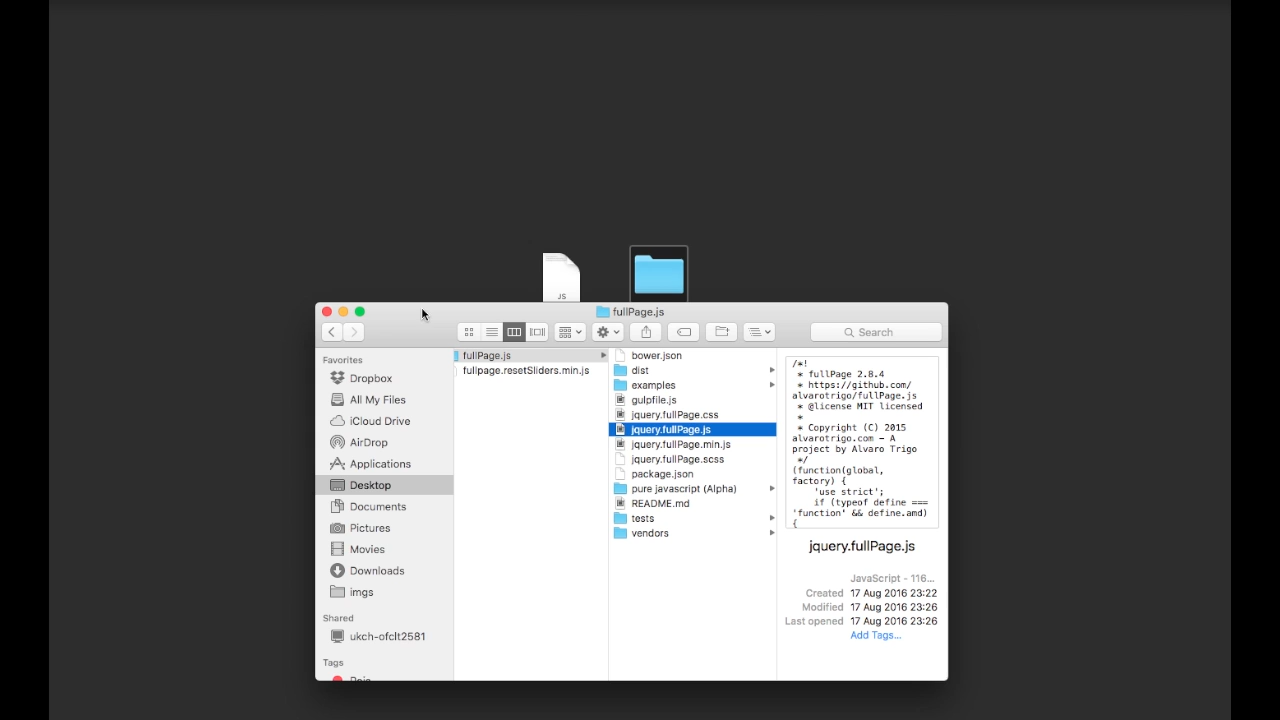 JS
fullPage.js
Search
Favorites
Dropbox
All My Files
iCloud Drive
AirDrop
Applications
Desktop
Documents
Pictures
Movies
Downloads
imgs
Shared
ukch-ofclt2581
Tags
fullPage.js
fullpage.resetSliders.min.js
bower.json
dist
examples
gulpfile.js
jquery.fullPage.css
jquery.fullPage.js
jquery.fullPage.min.js
jquery.fullPage.scss
package.json
pure javascript (Alpha)
README.md
tests
vendors
/*!
* fullPage 2.8.4
* https://github.com/
alvarotrigo/fullPage.js
* @license MIT licensed
*
* Copyright (C) 2015
alvarotrigo.com - A
project by Alvaro Trigo
*/
(function(global,
factory) {
'use strict';
if (typeof define ===
'function' && define.amd)
{
jquery.fullPage.js
JavaScript - 116...
Created 17 Aug 2016 23:22
Modified 17 Aug 2016 23:26
Last opened 17 Aug 2016 23:26
Add Tags...